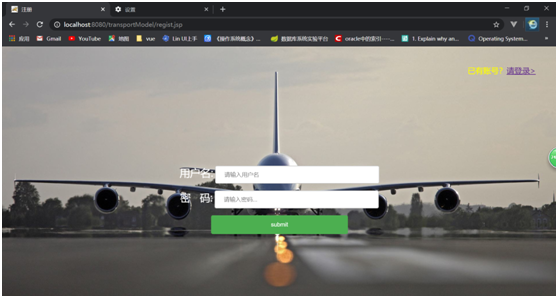 注册
设置
localhost:8080/transportModel/regist.jsp
应用 Gmail YouTube 地图 vue Lin UI上手 《操作系统概念》 数据库系统实验平台 oracle中的索引-----... 1. Explain why an... Operating System...
已有账号？请登录>
用户名: 请输入用户名
密 码: 请输入密码...
submit